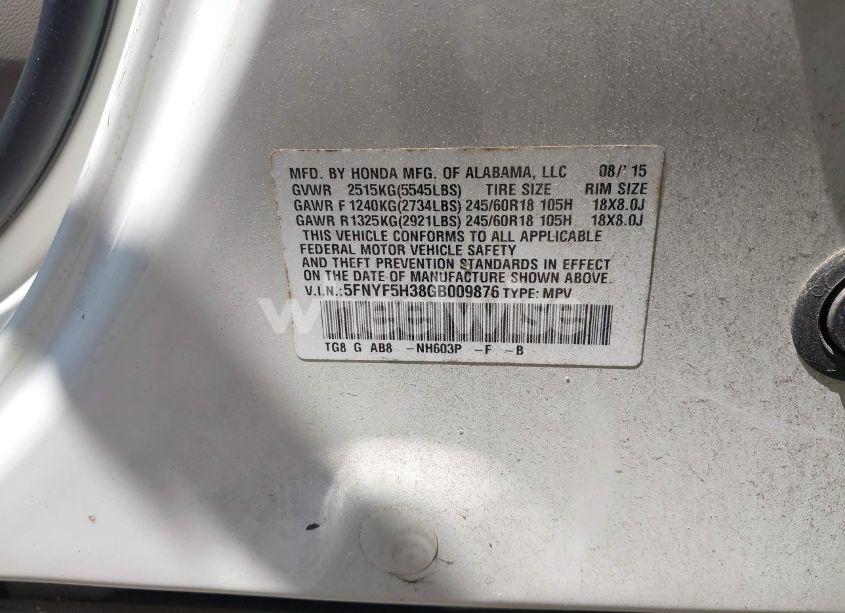 MFD. BY HONDA MFG. OF ALABAMA, LLC 08/'15
GVWR 2515KG(5545LBS) TIRE SIZE RIM SIZE
GAWR F 1240KG(2734LBS) 245/60R18 105H 18X8.0J
GAWR R1325KG(2921LBS) 245/60R18 105H 18X8.0J
THIS VEHICLE CONFORMS TO ALL APPLICABLE
FEDERAL MOTOR VEHICLE SAFETY
AND THEFT PREVENTION STANDARDS IN EFFECT
ON THE DATE OF MANUFACTURE SHOWN ABOVE.
V.I.N.:5FNYF5H38GB009876 TYPE: MPV
TG8 G AB8 -NH603P -F -B